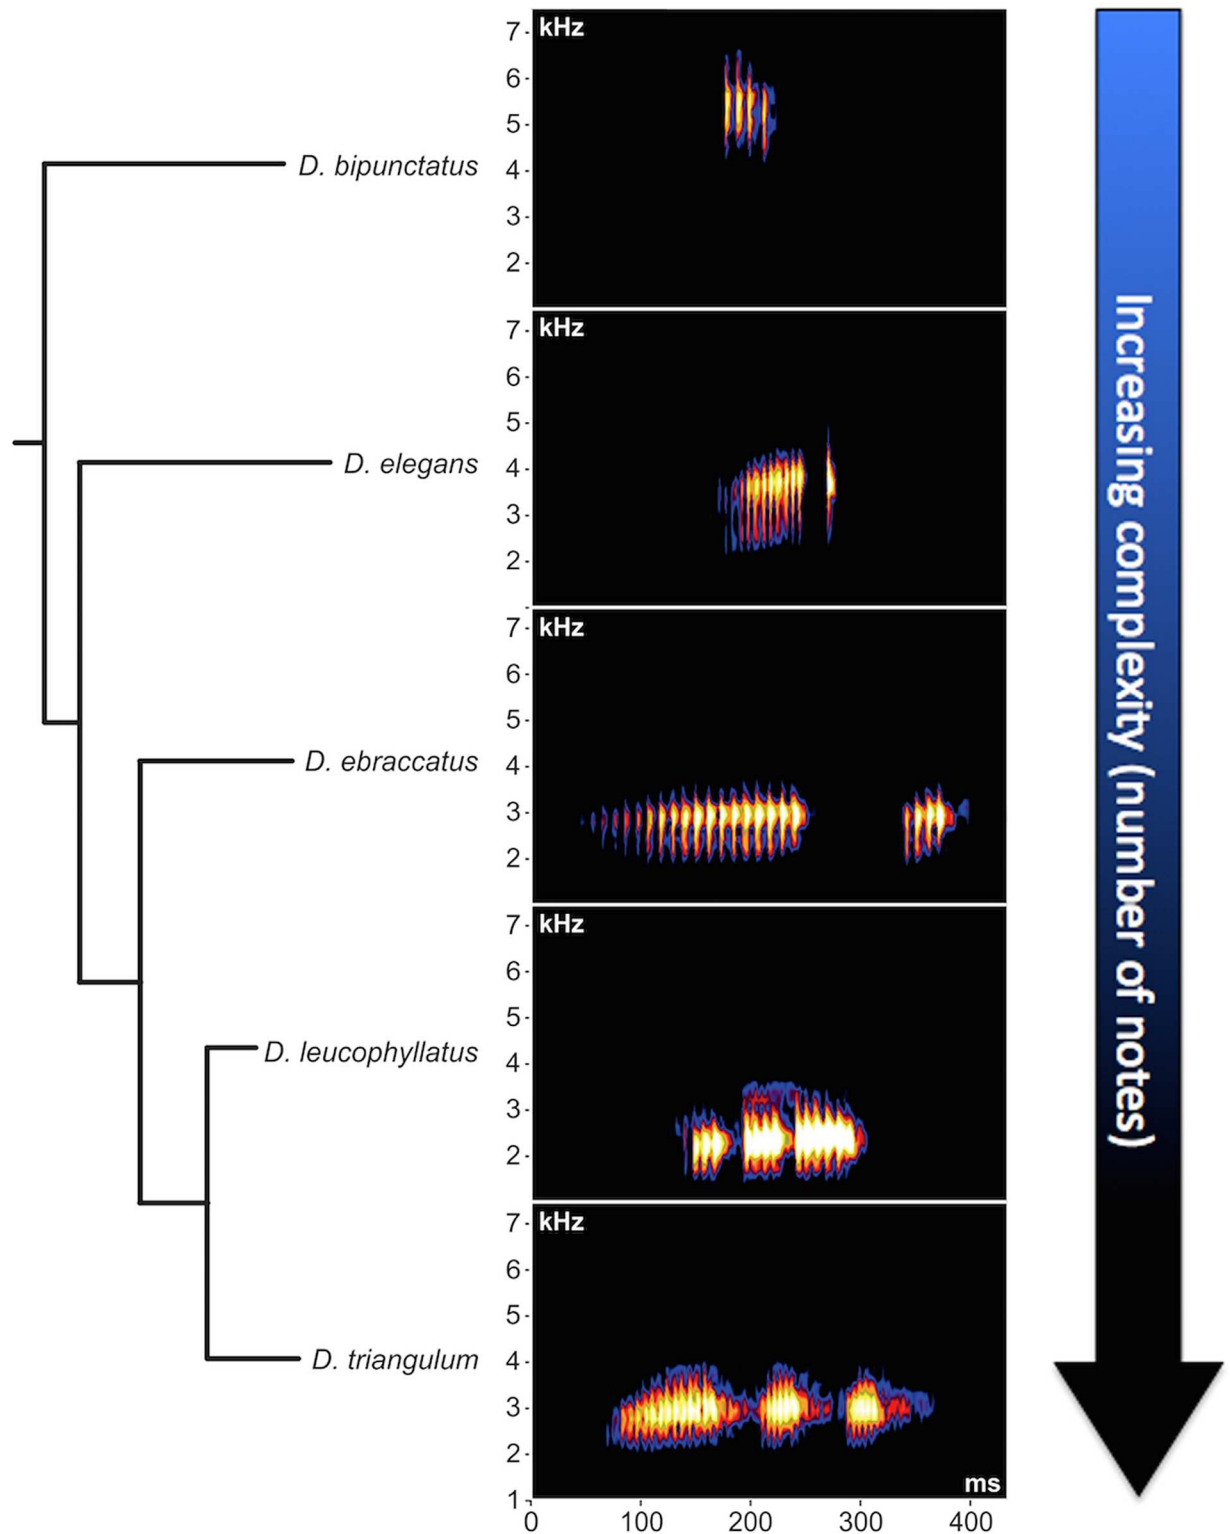 kHz
7
6
5
4
3
2
D. bipunctatus
kHz
7
6
5
4
3
2
D. elegans
kHz
7
6
5
4
3
2
D. ebraccatus
kHz
7
6
5
4
3
2
D. leucophyllatus
kHz
7
6
5
4
3
2
1
D. triangulum
ms
0 100 200 300 400
Increasing complexity (number of notes)